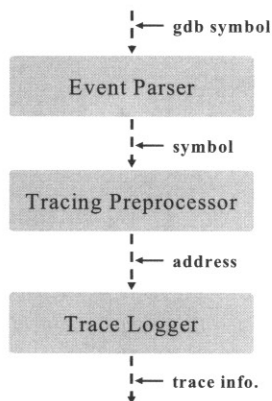 gdb symbol
Event Parser
symbol
Tracing Preprocessor
address
Trace Logger
trace info.